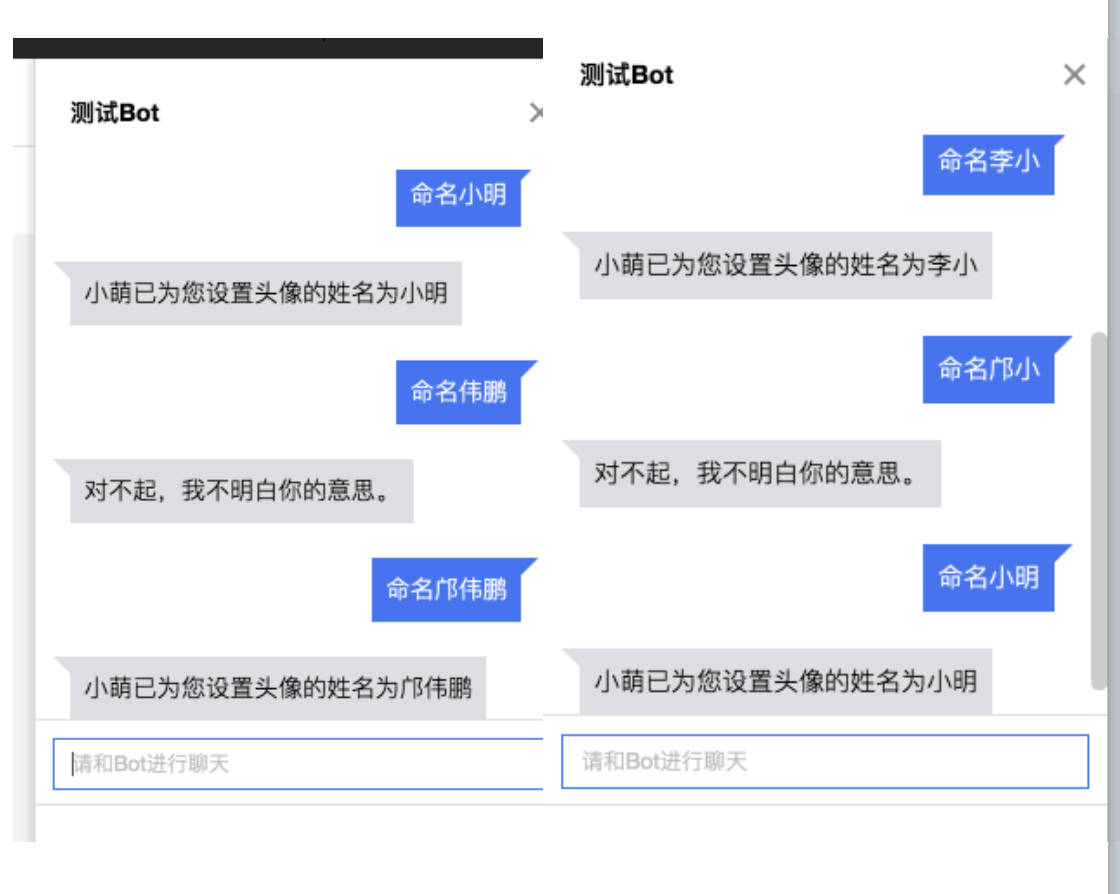 测试Bot
命名小明
小萌已为您设置头像的姓名为小明
命名伟鹏
对不起，我不明白你的意思。
命名邝伟鹏
小萌已为您设置头像的姓名为邝伟鹏
请和Bot进行聊天
测试Bot
命名李小
小萌已为您设置头像的姓名为李小
命名邝小
对不起，我不明白你的意思。
命名小明
小萌已为您设置头像的姓名为小明
请和Bot进行聊天